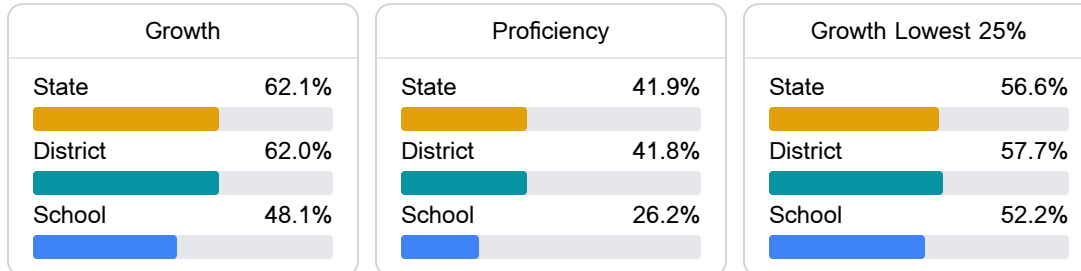 Growth
State 62.1%
District 62.0%
School 48.1%
Proficiency
State 41.9%
District 41.8%
School 26.2%
Growth Lowest 25%
State 56.6%
District 57.7%
School 52.2%